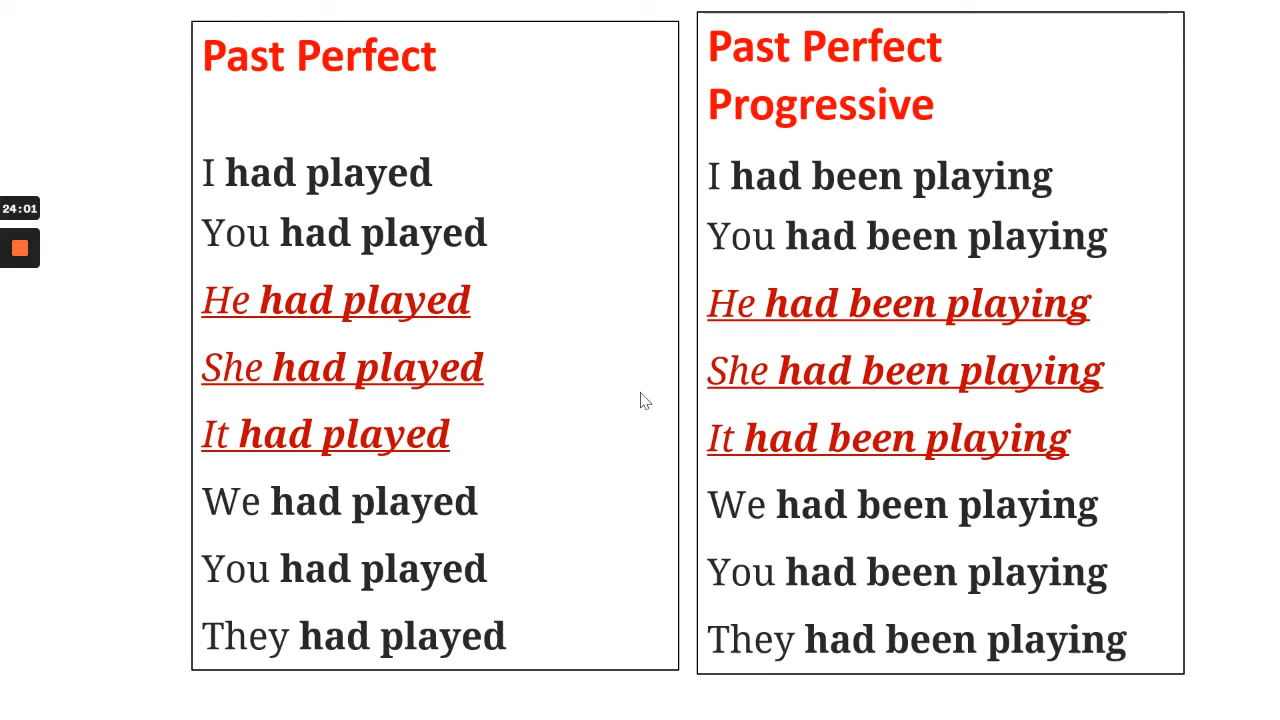 24:01
Past Perfect
I had played
You had played
He had played
She had played
It had played
We had played
You had played
They had played
Past Perfect
Progressive
I had been playing
You had been playing
He had been playing
She had been playing
It had been playing
We had been playing
You had been playing
They had been playing